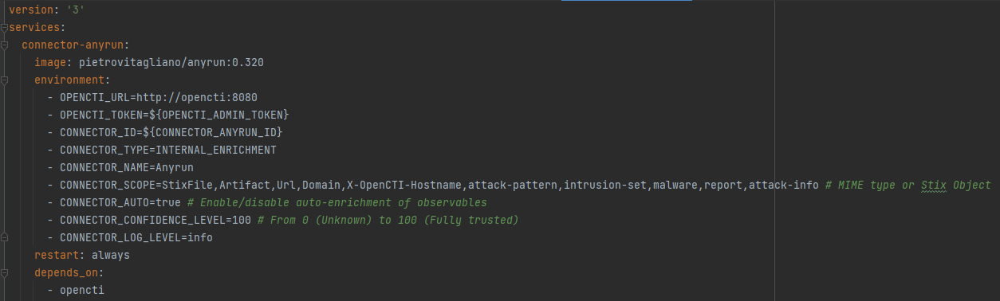 version: '3'
services:
  connector-anyrun:
    image: pietrovitagliano/anyrun:0.320
    environment:
      - OPENCTI_URL=http://opencti:8080
      - OPENCTI_TOKEN=${OPENCTI_ADMIN_TOKEN}
      - CONNECTOR_ID=${CONNECTOR_ANYRUN_ID}
      - CONNECTOR_TYPE=INTERNAL_ENRICHMENT
      - CONNECTOR_NAME=Anyrun
      - CONNECTOR_SCOPE=StixFile,Artifact,Url,Domain,X-OpenCTI-Hostname,attack-pattern,intrusion-set,malware,report,attack-info # MIME type or Stix Object
      - CONNECTOR_AUTO=true # Enable/disable auto-enrichment of observables
      - CONNECTOR_CONFIDENCE_LEVEL=100 # From 0 (Unknown) to 100 (Fully trusted)
      - CONNECTOR_LOG_LEVEL=info
    restart: always
    depends_on:
      - opencti